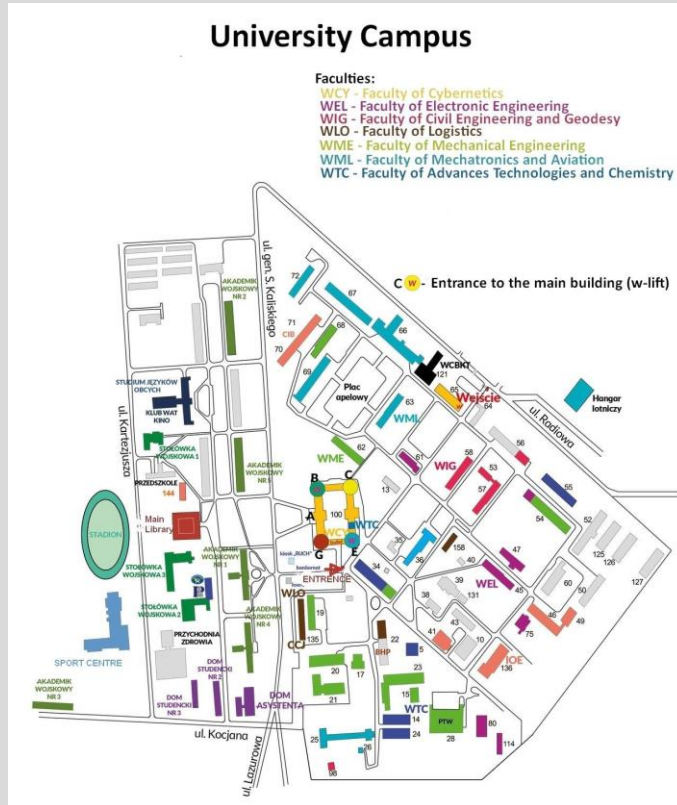 University Campus
Faculties:
WCY - Faculty of Cybernetics
WEL - Faculty of Electronic Engineering
WIG - Faculty of Civil Engineering and Geodesy
WLO - Faculty of Logistics
WME - Faculty of Mechanical Engineering
WML - Faculty of Mechatronics and Aviation
WTC - Faculty of Advances Technologies and Chemistry
C W - Entrance to the main building (w-lift)
ul. gen. S. Kaliskiego
AKADEMIK
WOJSKOWY
NR 2
72
67
66
71
CIB
70
68
69
Plac
apelowy
WCBKT
121
65
Wejście
64
Hangar
lotniczy
ul. Radiowa
STUDIUM JĘZYKÓW
OBCYCH
KLUB WAT
KINO
ul. Kartezjusza
STOŁÓWKA
WOJSKOWA 1
PRZEDSZKOLE
144
AKADEMIK
WOJSKOWY
63
WML
62
WME
61
WIG
58
56
53
57
55
54
52
125
126
127
B
C
13
A
100
WCY
WTC
G
E
35
36
158
Main
Library
STADION
STOŁÓWKA
WOJSKOWA 3
AKADEMIK
WOJSKOWY
NR 1
P
STOŁÓWKA
WOJSKOWA 2
kiosk „RUCH"
bankomat
ENTRENCE
34
40
39
131
38
47
WEL
45
60
50
WLO
19
135
CCJ
AKADEMIK
WOJSKOWY
NR 4
43
10
41
46
49
75
IOE
136
PRZYCHODNIA
ZDROWIA
SPORT CENTRE
22
BHP
5
20
17
21
23
15
WTC
14
24
PTW
28
80
114
DOM
STUDENCKI
NR 2
DOM
STUDENCKI
NR 3
DOM
ASYSTENTA
AKADEMIK
WOJSKOWY
NR 3
ul. Kocjana
ul. Lazurowa
25
26
98